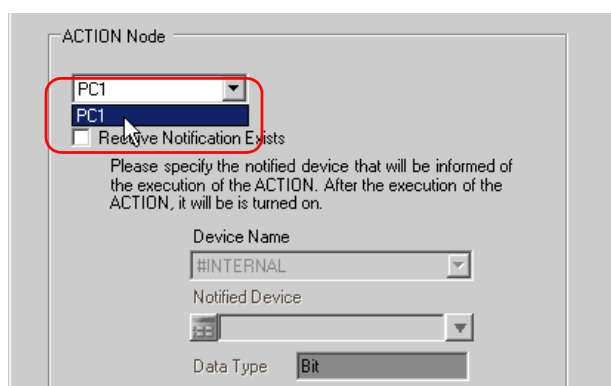 ACTION Node
PC1
PC1
Receive Notification Exists
Please specify the notified device that will be informed of
the execution of the ACTION. After the execution of the
ACTION, it will be is turned on.
Device Name
#INTERNAL
Notified Device
Data Type Bit